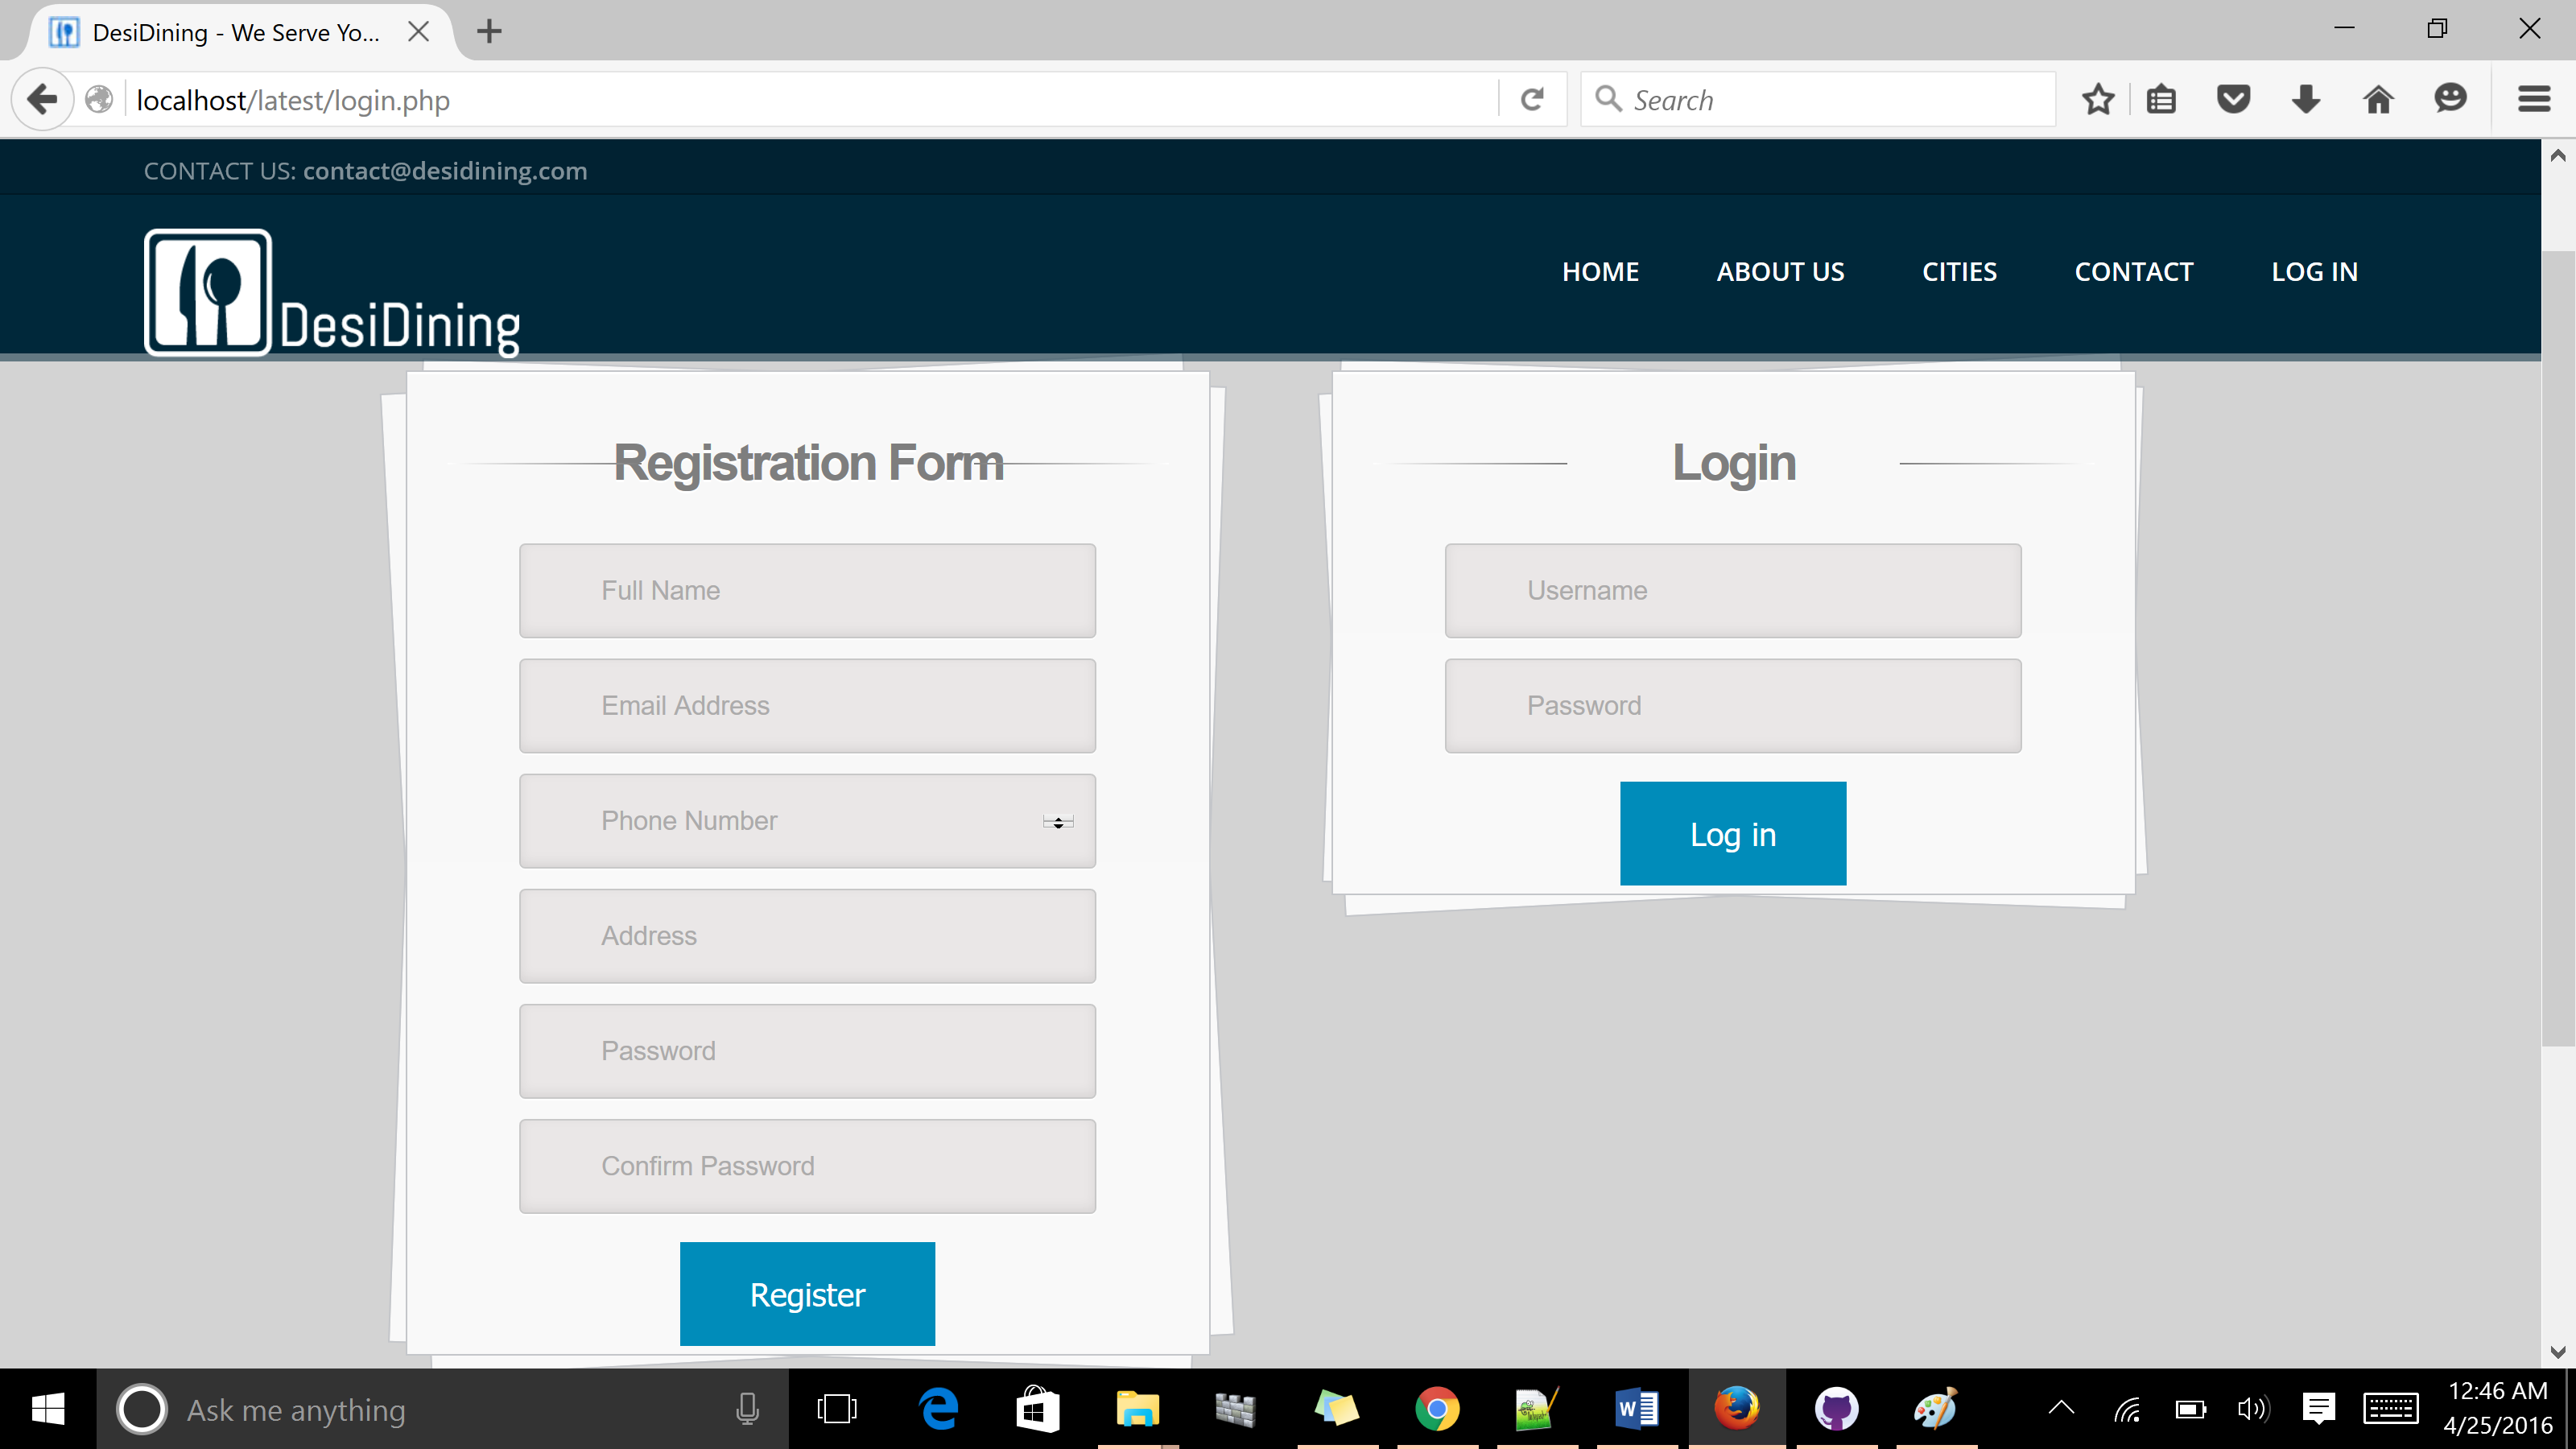 DesiDining - We Serve Yo...
localhost/latest/login.php
Search
CONTACT US: contact@desidining.com
DesiDining
HOME ABOUT US CITIES CONTACT LOG IN
Registration Form
Full Name
Email Address
Phone Number
Address
Password
Confirm Password
Register
Login
Username
Password
Log in
Ask me anything
12:46 AM
4/25/2016